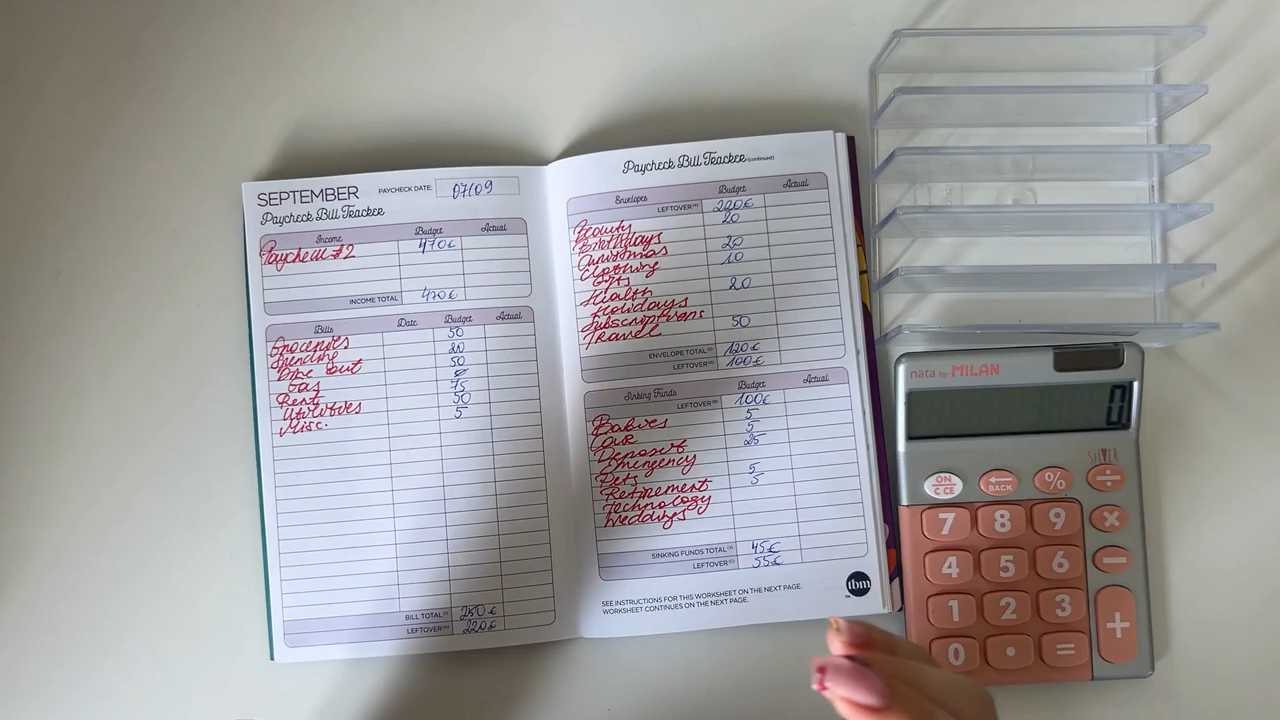 SEPTEMBER
PAYCHECK DATE: 07/09
Paycheck Bill Tracker
Income Budget Actual
Paycheck #2 470€
INCOME TOTAL 470€
Bills Date Budget Actual
Groceries 50
20
Dine out 50
Gas
Rent 75
Utilities 50
Misc. 5
BILL TOTAL 250€
LEFTOVER 220€
Paycheck Bill Tracker (continued)
Envelopes Budget Actual
LEFTOVER 220€
Beauty 20
Birthdays
Christmas 20
Clothing 10
Gifts
Health 20
Holidays
Subscriptions
Travel 50
ENVELOPE TOTAL 120€
LEFTOVER 100€
Sinking Funds Budget Actual
LEFTOVER 100€
Babies 5
Car 5
Deposit 25
Emergency
Pets 5
Retirement 5
Technology
Weddings
SINKING FUNDS TOTAL 45€
LEFTOVER 55€
SEE INSTRUCTIONS FOR THIS WORKSHEET ON THE NEXT PAGE.
WORKSHEET CONTINUES ON THE NEXT PAGE.
tbm
nata by MILAN
0
SILVER
ON
C CE
BACK
% ÷
7 8 9 ×
4 5 6 −
1 2 3 +
0 • =